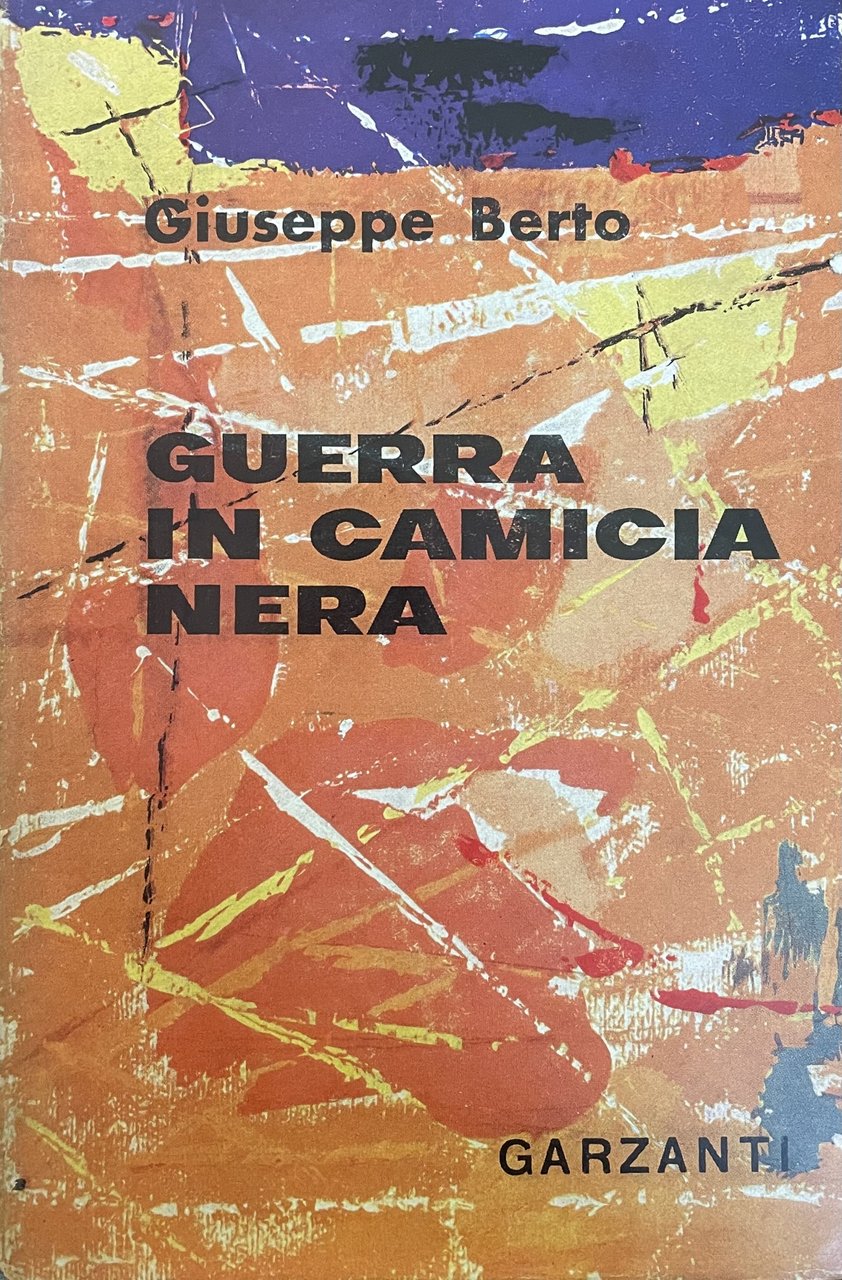 Giuseppe Berto
GUERRA
IN CAMICIA
NERA
GARZANTI